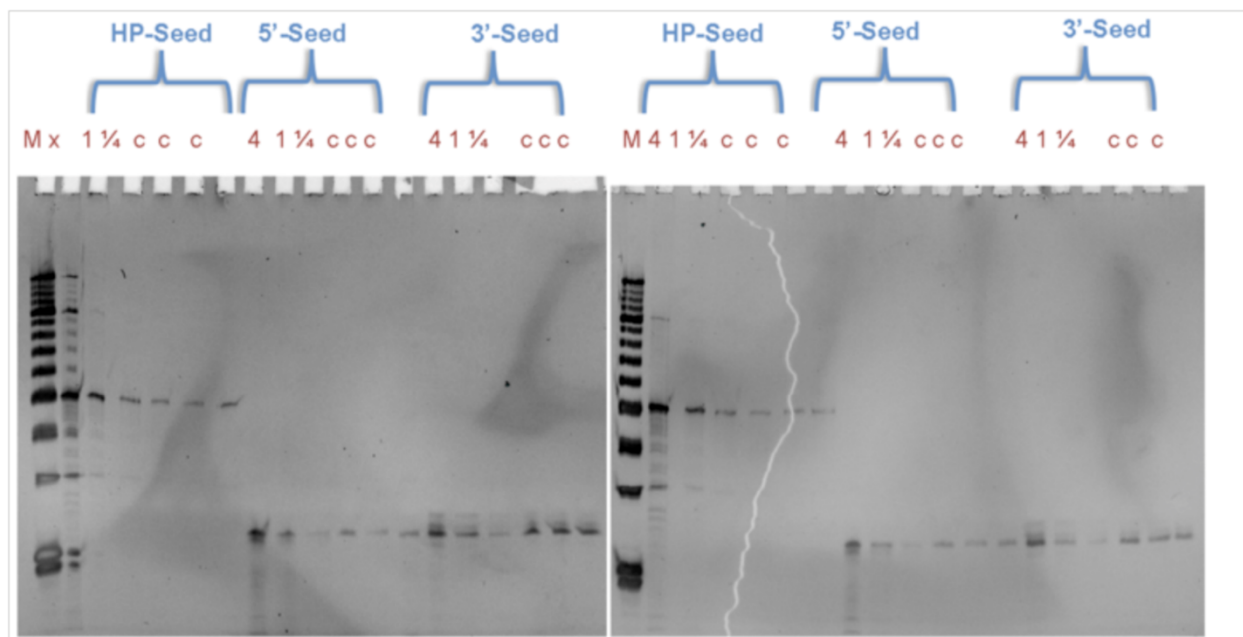 HP-Seed 5’-Seed 3’-Seed HP-Seed 5’-Seed 3’-Seed
M x 1 ¼ c c c 4 1 ¼ c c c 4 1 ¼ c c c M 4 1 ¼ c c c 4 1 ¼ c c c 4 1 ¼ c c c